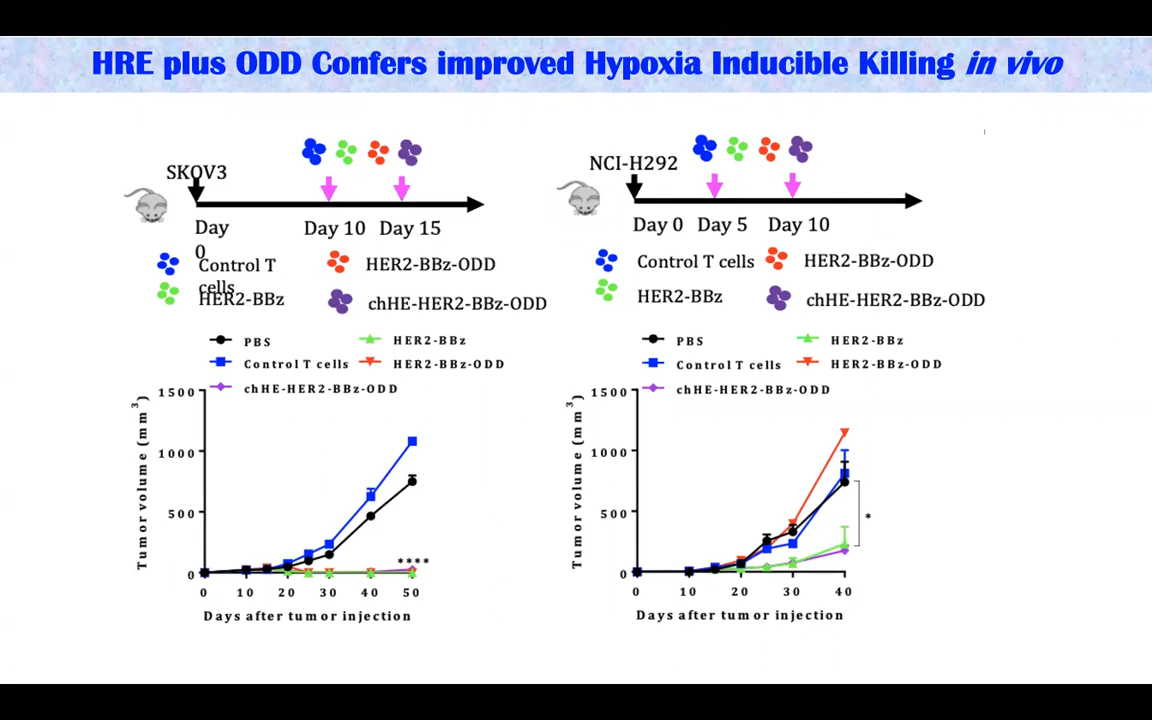 HRE plus ODD Confers improved Hypoxia Inducible Killing in vivo
SKOV3
Day
0
Day 10
Day 15
Control T
cells
HER2-BBz-ODD
HER2-BBz
chHE-HER2-BBz-ODD
PBS
HER2-BBz
Control T cells
HER2-BBz-ODD
chHE-HER2-BBz-ODD
Tumor volume (mm3)
1500
1000
500
0
****
0 10 20 30 40 50
Days after tumor injection
NCI-H292
Day 0
Day 5
Day 10
Control T cells
HER2-BBz-ODD
HER2-BBz
chHE-HER2-BBz-ODD
PBS
HER2-BBz
Control T cells
HER2-BBz-ODD
chHE-HER2-BBz-ODD
Tumor volume (mm3)
1500
1000
500
0
*
0 10 20 30 40
Days after tumor injection